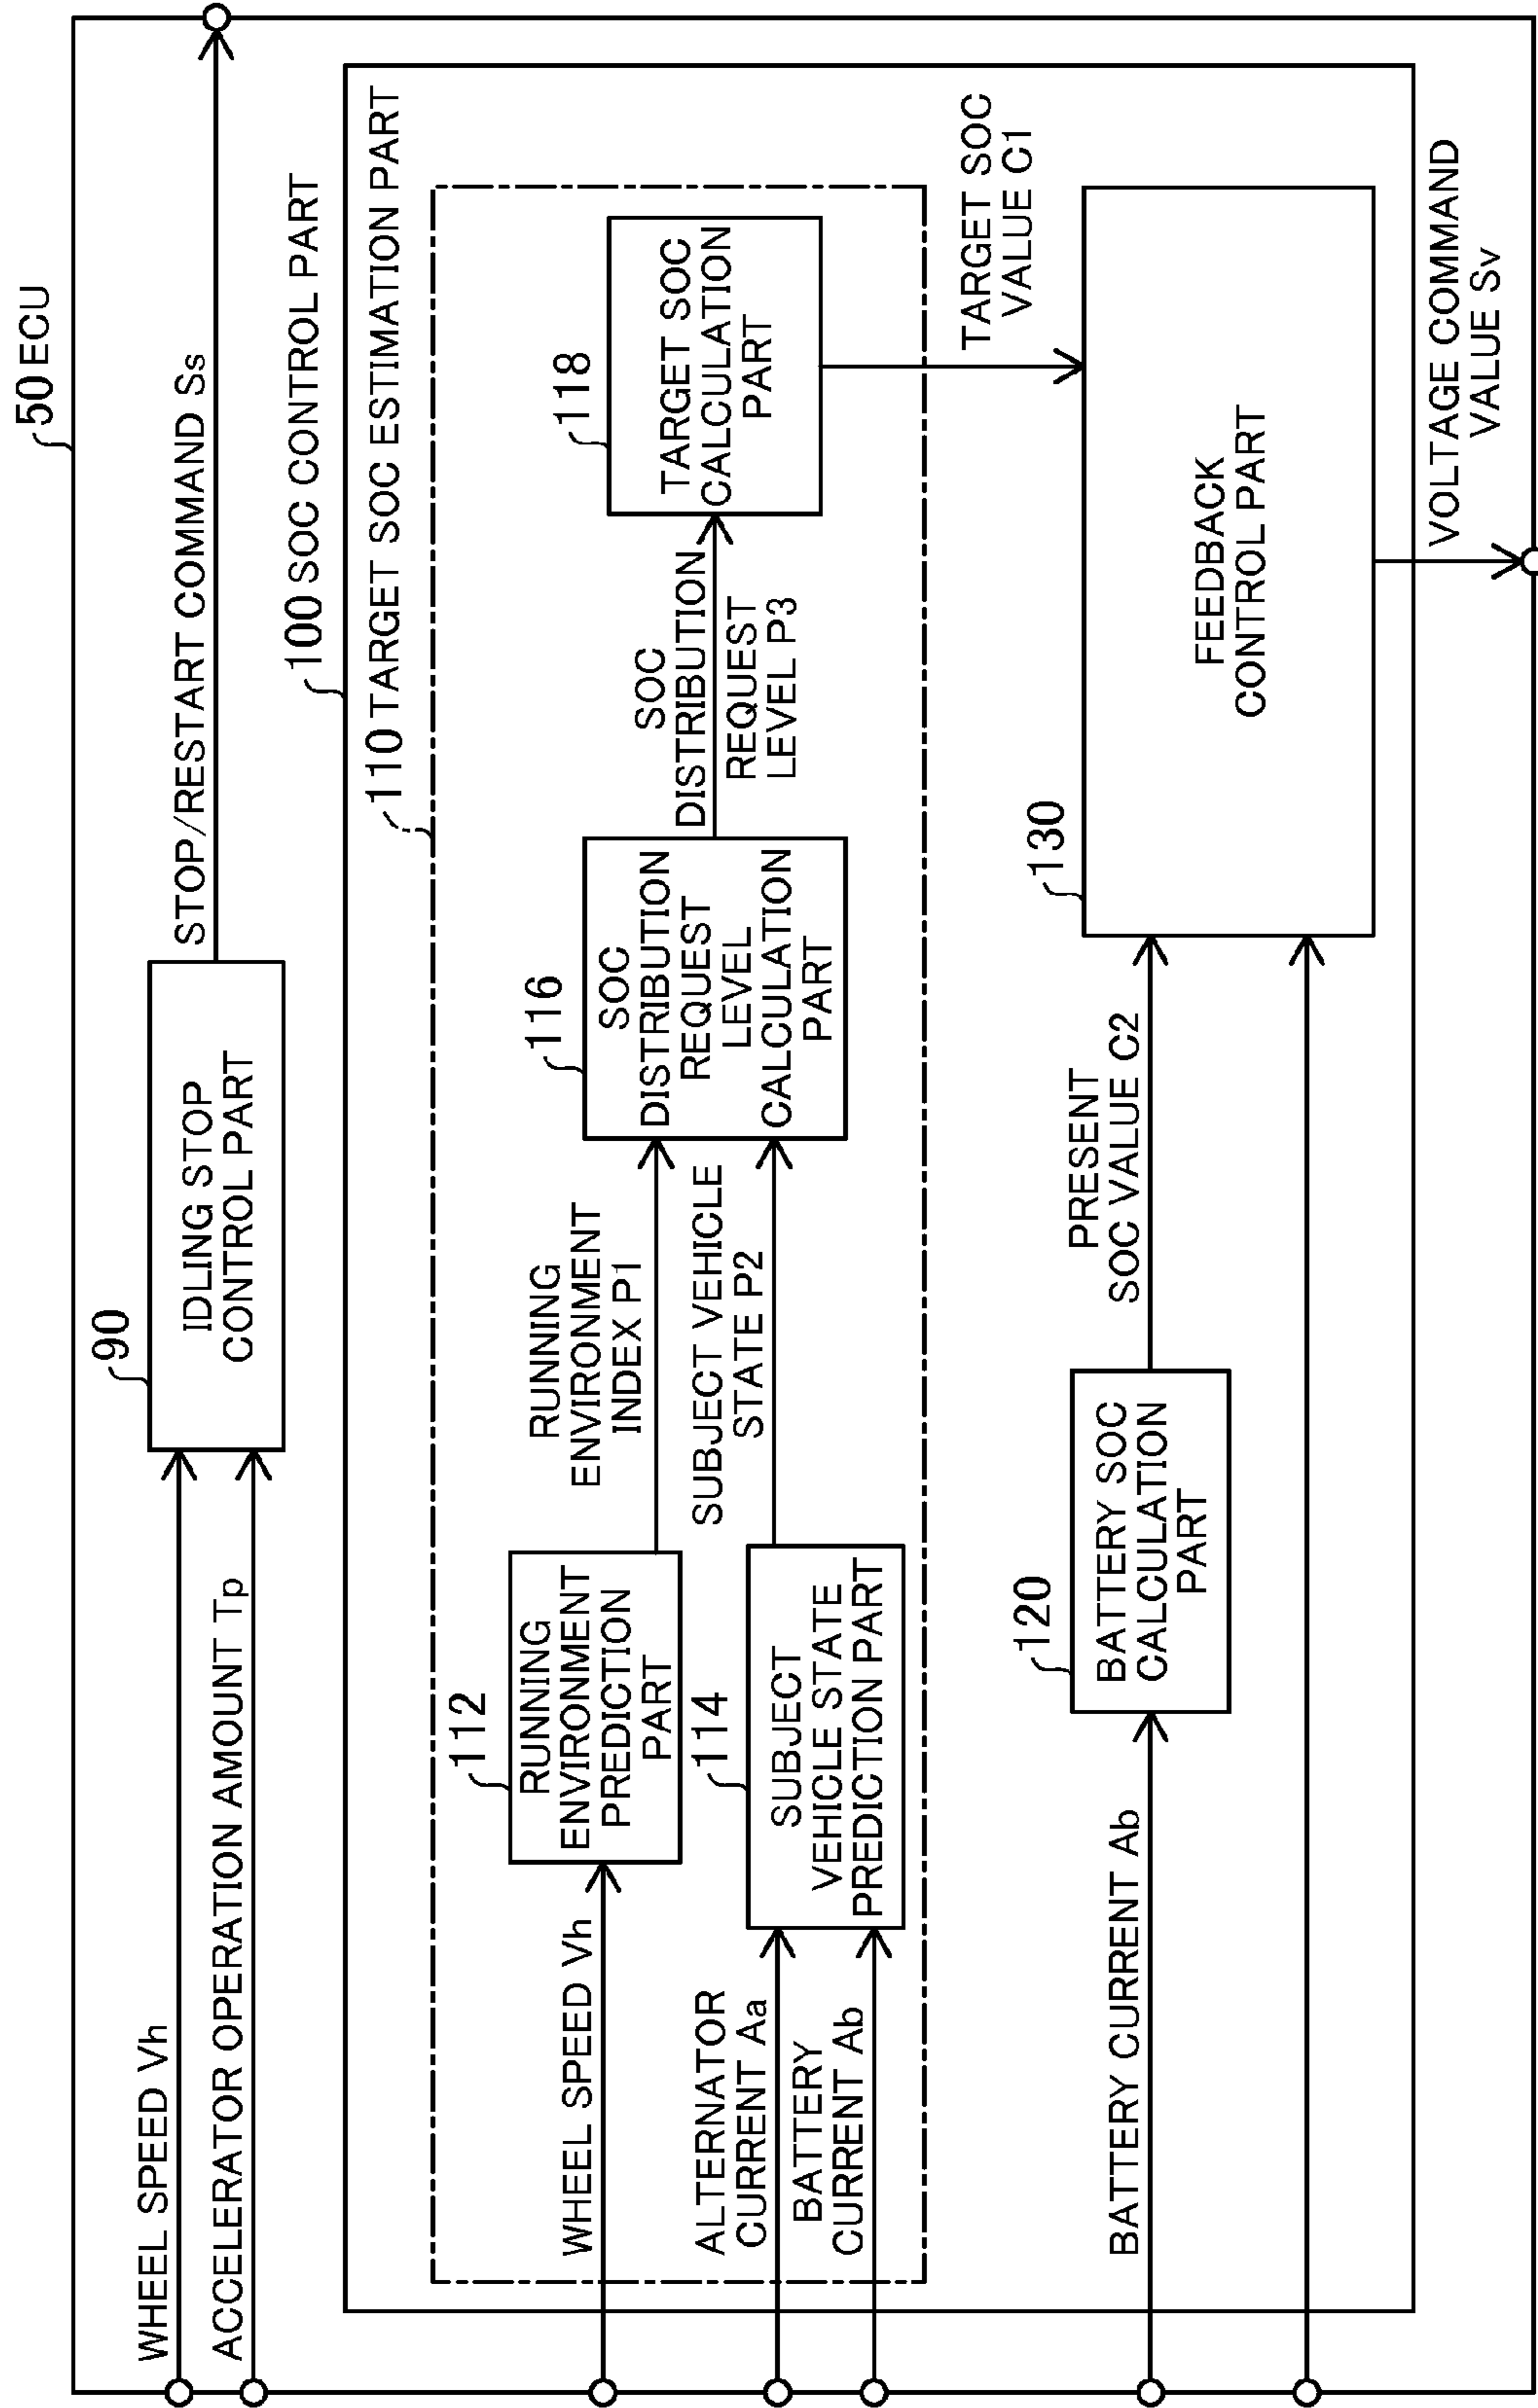 50 ECU
WHEEL SPEED Vh
ACCELERATOR OPERATION AMOUNT Tp
90
IDLING STOP
CONTROL PART
STOP/RESTART COMMAND Ss
100 SOC CONTROL PART
110 TARGET SOC ESTIMATION PART
WHEEL SPEED Vh
112
RUNNING
ENVIRONMENT
PREDICTION
PART
RUNNING
ENVIRONMENT
INDEX P1
ALTERNATOR
CURRENT Aa
BATTERY
CURRENT Ab
114
SUBJECT
VEHICLE STATE
PREDICTION PART
SUBJECT VEHICLE
STATE P2
116
SOC
DISTRIBUTION
REQUEST
LEVEL
CALCULATION
PART
SOC
DISTRIBUTION
REQUEST
LEVEL P3
118
TARGET SOC
CALCULATION
PART
TARGET SOC
VALUE C1
BATTERY CURRENT Ab
120
BATTERY SOC
CALCULATION
PART
PRESENT
SOC VALUE C2
130
FEEDBACK
CONTROL PART
VOLTAGE COMMAND
VALUE Sv